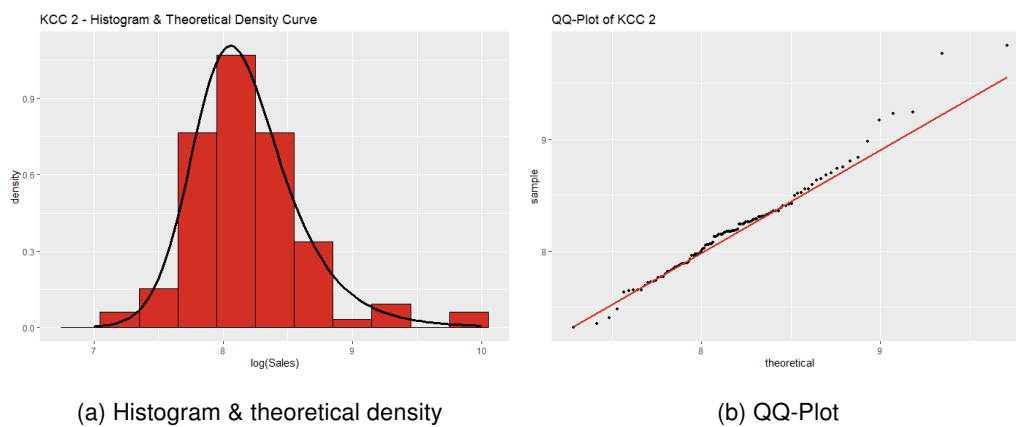 KCC 2 - Histogram & Theoretical Density Curve
density
0.9
0.6
0.3
0.0
7
8
9
10
log(Sales)
(a) Histogram & theoretical density
QQ-Plot of KCC 2
sample
9
8
8
9
theoretical
(b) QQ-Plot